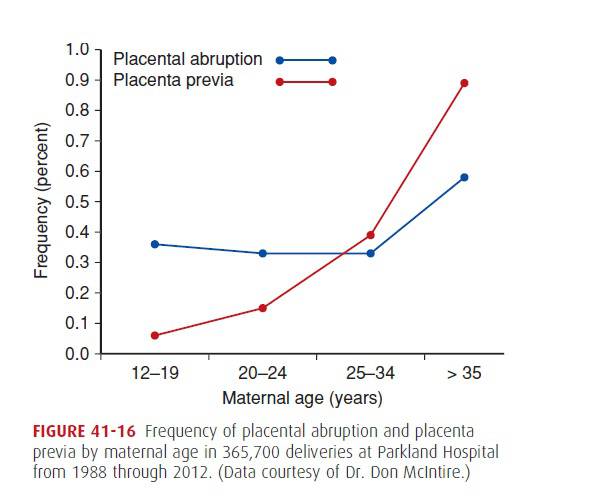 1.0
0.9
0.8
0.7
0.6
0.5
0.4
0.3
0.2
0.1
0.0
Frequency (percent)
Placental abruption
Placenta previa
12–19 20–24 25–34 > 35
Maternal age (years)
FIGURE 41-16 Frequency of placental abruption and placenta
previa by maternal age in 365,700 deliveries at Parkland Hospital
from 1988 through 2012. (Data courtesy of Dr. Don McIntire.)